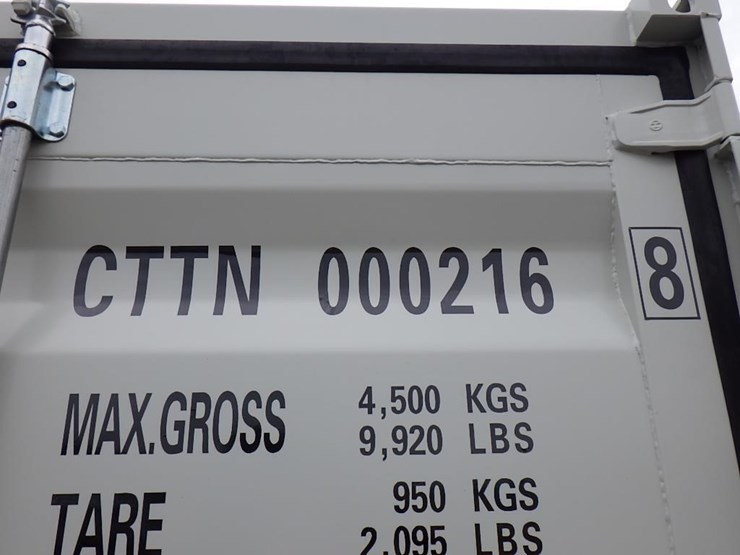 CTTN 000216 8
MAX.GROSS 4,500 KGS
9,920 LBS
TARE 950 KGS
2,095 LBS